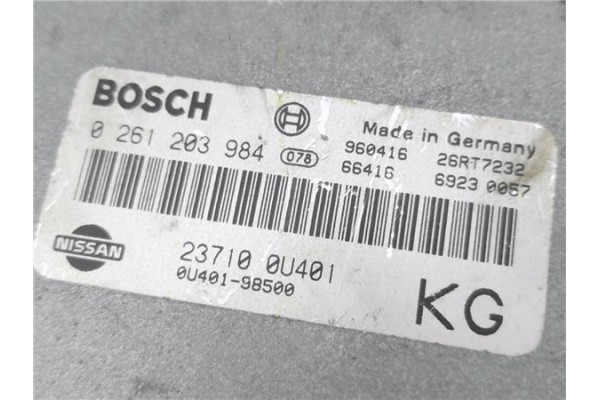 BOSCH
Made in Germany
0 261 203 984 078 960416 26RT7232
66416 6923 0057
NISSAN
23710 0U401
0U401-98500
KG